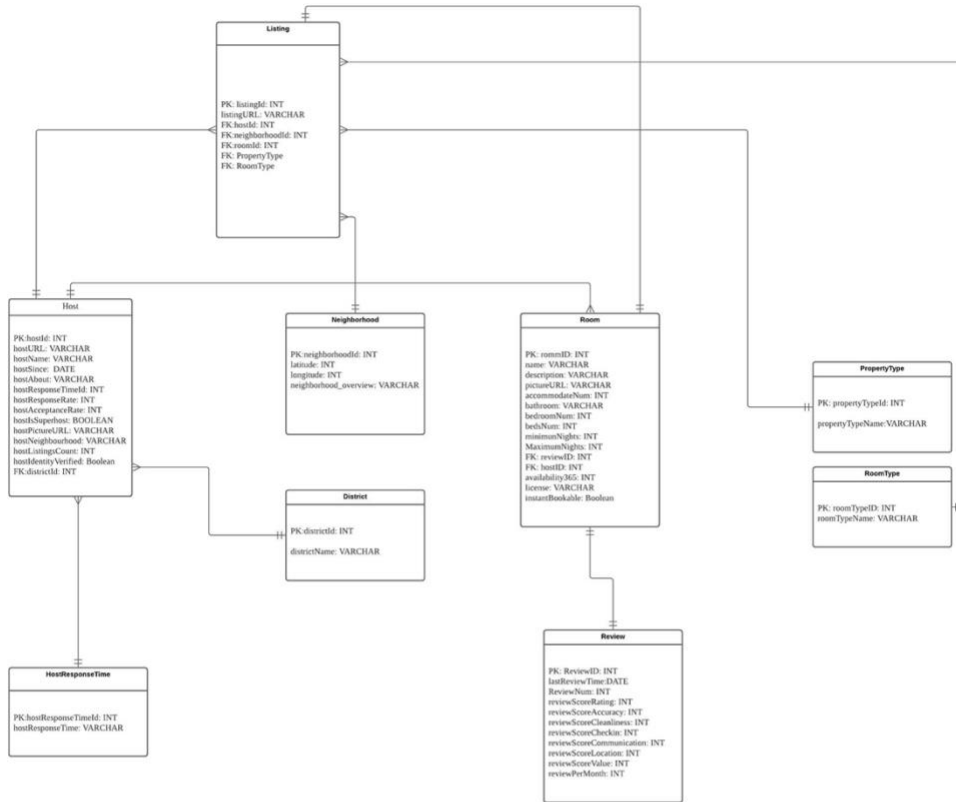 Listing
PK: listingId: INT
listingURL: VARCHAR
FK:hostId: INT
FK:neighborhoodId: INT
FK:roomId: INT
FK: PropertyType
FK: RoomType
Host
PK:hostId: INT
hostURL: VARCHAR
hostName: VARCHAR
hostSince: DATE
hostAbout: VARCHAR
hostResponseTimeId: INT
hostResponseRate: INT
hostAcceptanceRate: INT
hostIsSuperhost: BOOLEAN
hostPictureURL: VARCHAR
hostNeighbourhood: VARCHAR
hostListingsCount: INT
hostIdentityVerified: Boolean
FK:districtId: INT
Neighborhood
PK:neighborhoodId: INT
latitude: INT
longitude: INT
neighborhood_overview: VARCHAR
Room
PK: rommID: INT
name: VARCHAR
description: VARCHAR
pictureURL: VARCHAR
accommodateNum: INT
bathroom: VARCHAR
bedroomNum: INT
bedsNum: INT
minimunNights: INT
MaximumNights: INT
FK: reviewID: INT
FK: hostID: INT
availability365: INT
license: VARCHAR
instantBookable: Boolean
PropertyType
PK: propertyTypeId: INT
propertyTypeName:VARCHAR
RoomType
PK: roomTypeID: INT
roomTypeName: VARCHAR
District
PK:districtId: INT
districtName: VARCHAR
HostResponseTime
PK:hostResponseTimeId: INT
hostResponseTime: VARCHAR
Review
PK: ReviewID: INT
lastReviewTime:DATE
ReviewNum: INT
reviewScoreRating: INT
reviewScoreAccuracy: INT
reviewScoreCleanliness: INT
reviewScoreCheckin: INT
reviewScoreCommunication: INT
reviewScoreLocation: INT
reviewScoreValue: INT
reviewPerMonth: INT